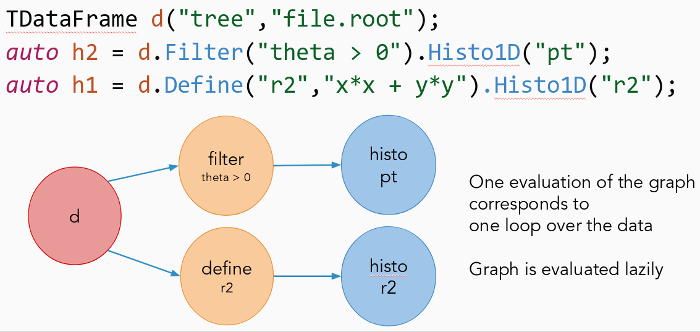 TDataFrame d("tree","file.root");
auto h2 = d.Filter("theta > 0").Histo1D("pt");
auto h1 = d.Define("r2","x*x + y*y").Histo1D("r2");
filter
theta > 0
histo
pt
d
One evaluation of the graph
corresponds to
one loop over the data
define
r2
histo
r2
Graph is evaluated lazily